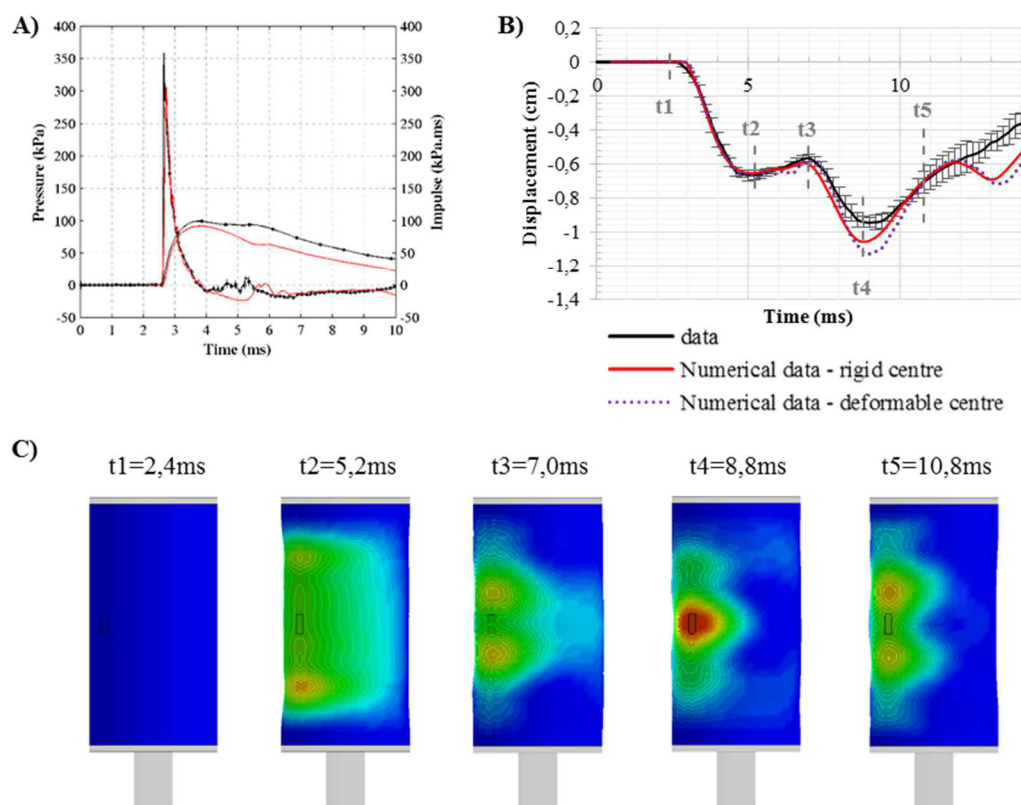 A)
400
350
300
250
200
150
100
50
0
-50
Pressure (kPa)
400
350
300
250
200
150
100
50
0
-50
Impulse (kPa.ms)
0 1 2 3 4 5 6 7 8 9 10
Time (ms)
B)
0,2
0
-0,2
-0,4
-0,6
-0,8
-1
-1,2
-1,4
Displacement (cm)
0 5 10
t1 t2 t3 t5
t4
Time (ms)
data
Numerical data - rigid centre
Numerical data - deformable centre
C)
t1=2,4ms t2=5,2ms t3=7,0ms t4=8,8ms t5=10,8ms